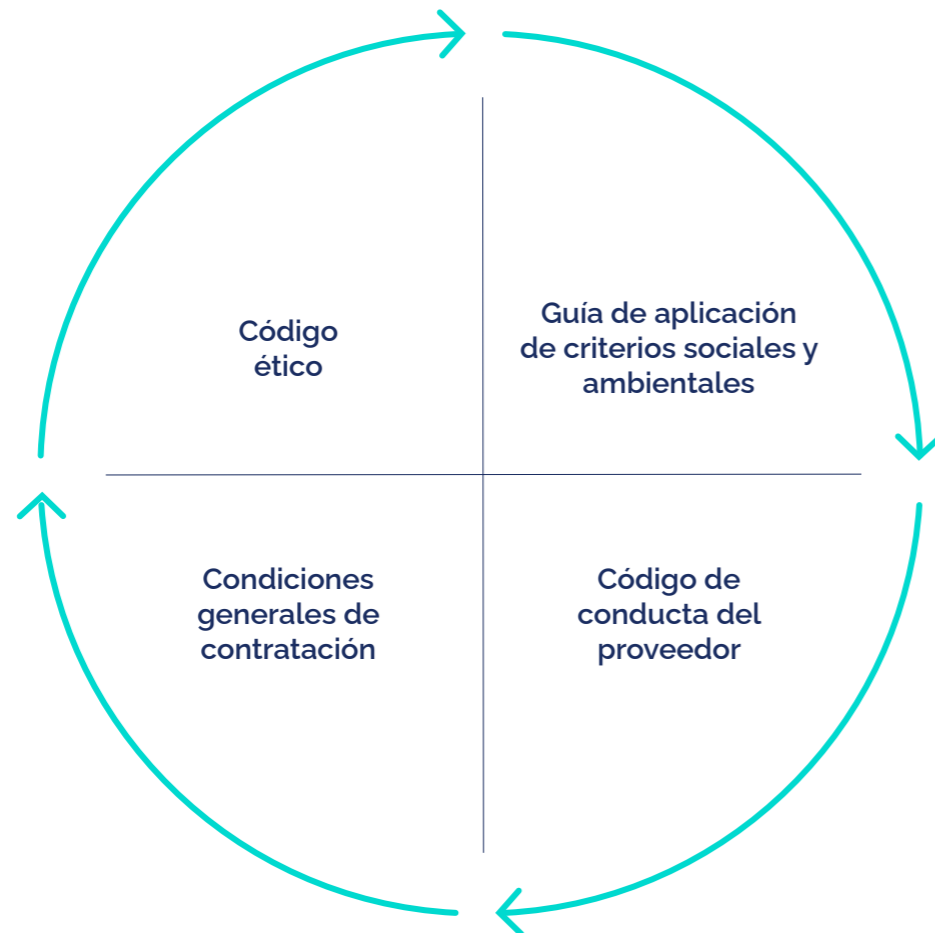 Código
ético
Guía de aplicación
de criterios sociales y
ambientales
Condiciones
generales de
contratación
Código de
conducta del
proveedor